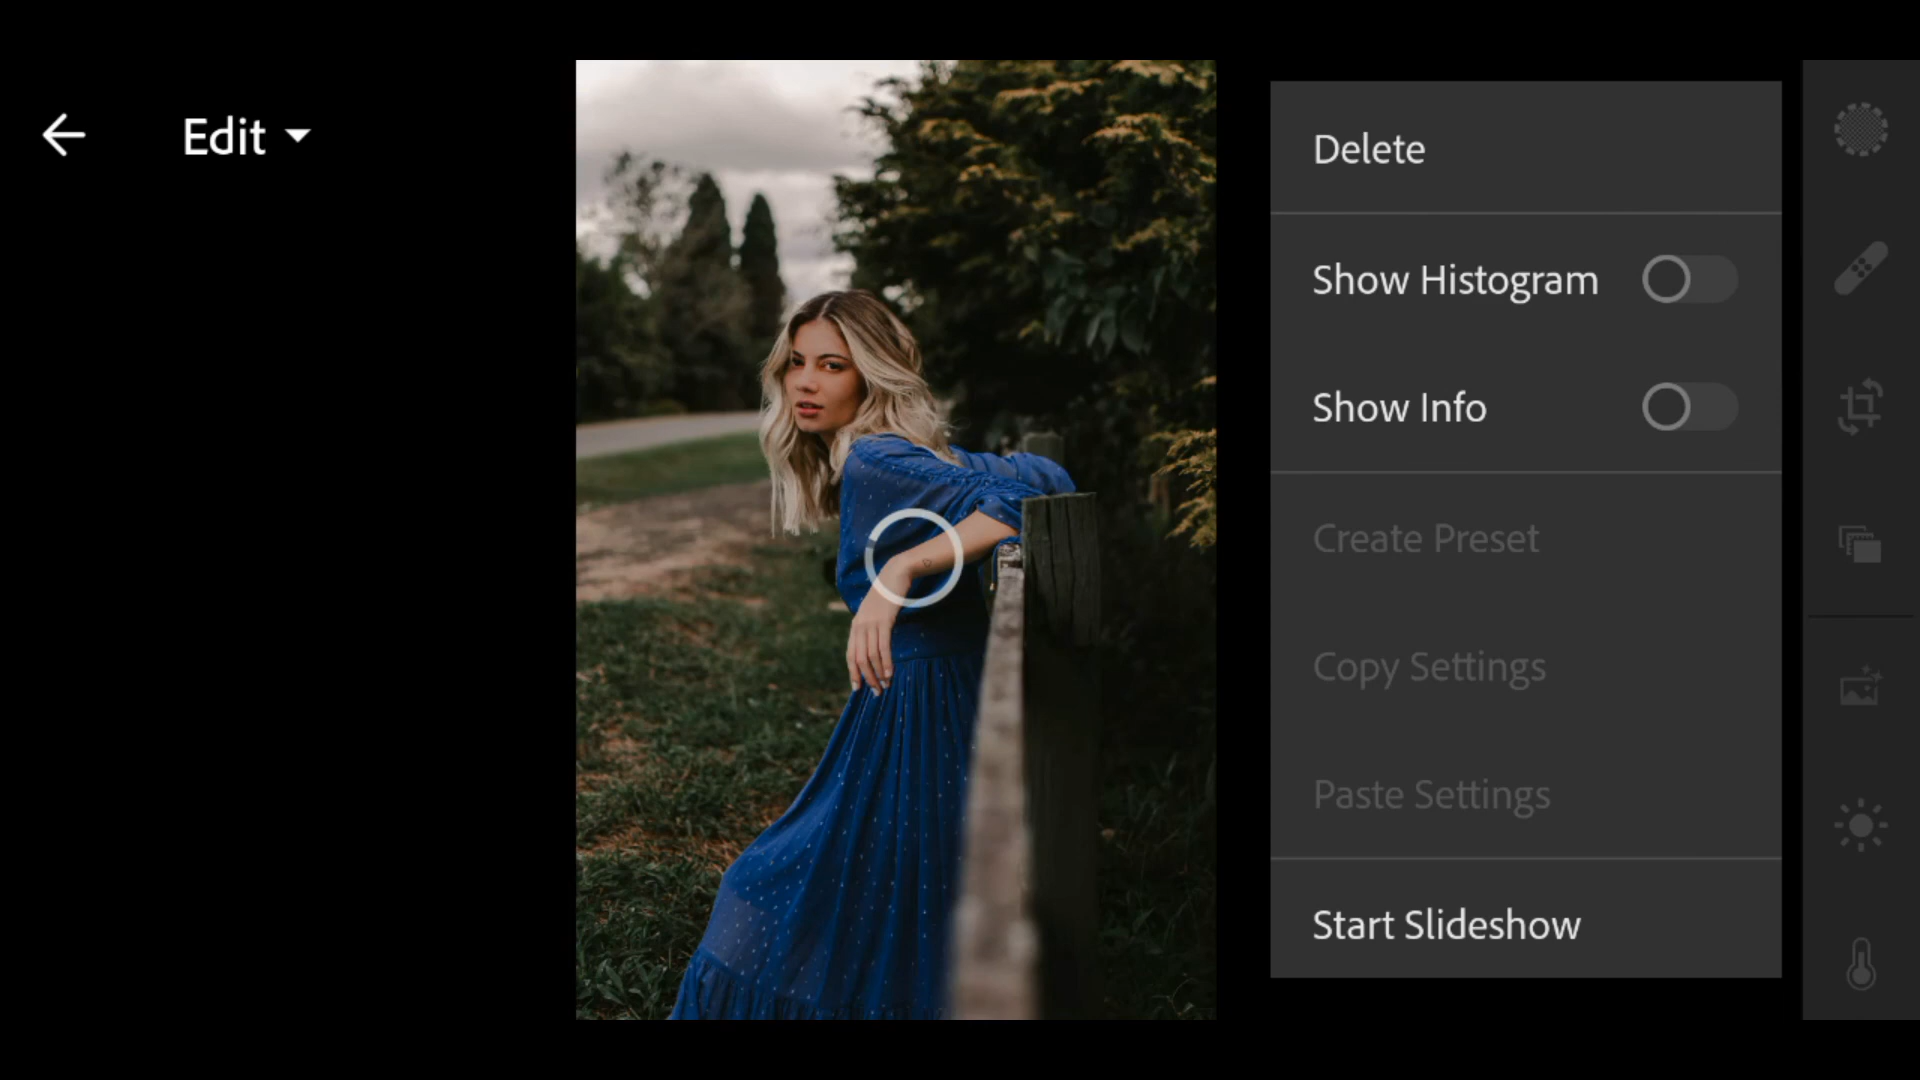 Edit
Delete
Show Histogram
Show Info
Create Preset
Copy Settings
Paste Settings
Start Slideshow